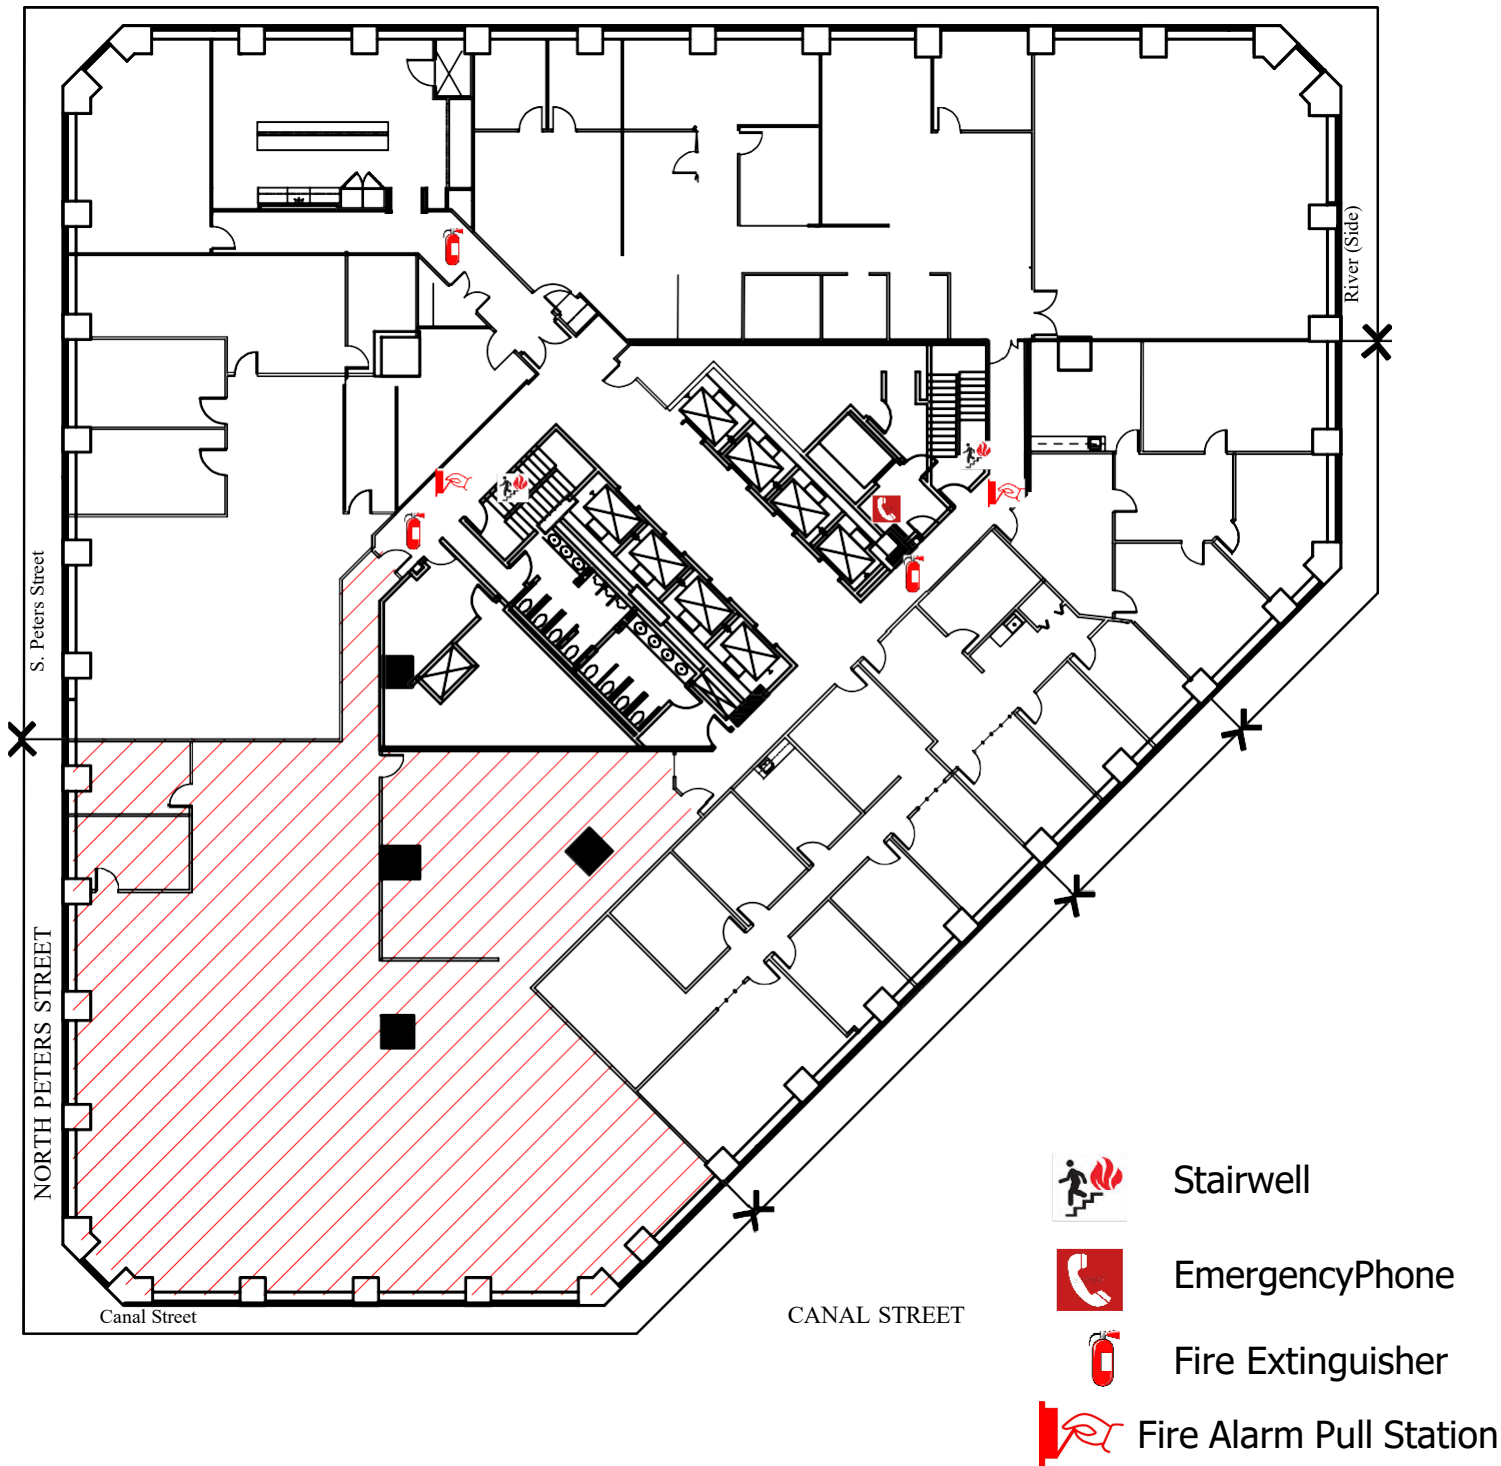 River (Side)
S. Peters Street
NORTH PETERS STREET
Canal Street
CANAL STREET
Stairwell
EmergencyPhone
Fire Extinguisher
Fire Alarm Pull Station